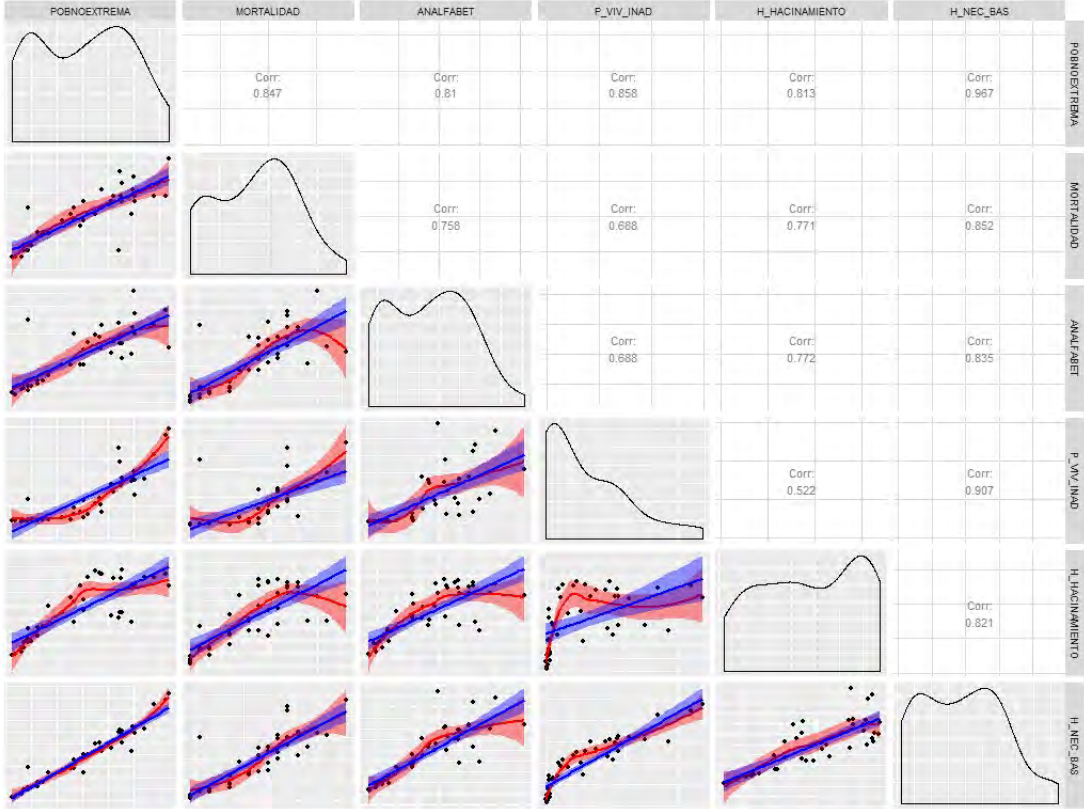 POBNOEXTREMA MORTALIDAD ANALFABET P_VIV_INAD H_HACINAMIENTO H_NEC_BAS
Corr: Corr: Corr: Corr: Corr:
0.847 0.81 0.858 0.813 0.967
POBNOEXTREMA
Corr: Corr: Corr: Corr:
0.758 0.688 0.771 0.852
MORTALIDAD
Corr: Corr: Corr:
0.688 0.772 0.835
ANALFABET
Corr: Corr:
0.522 0.907
P_VIV_INAD
Corr:
0.821
H_HACINAMIENTO
H_NEC_BAS